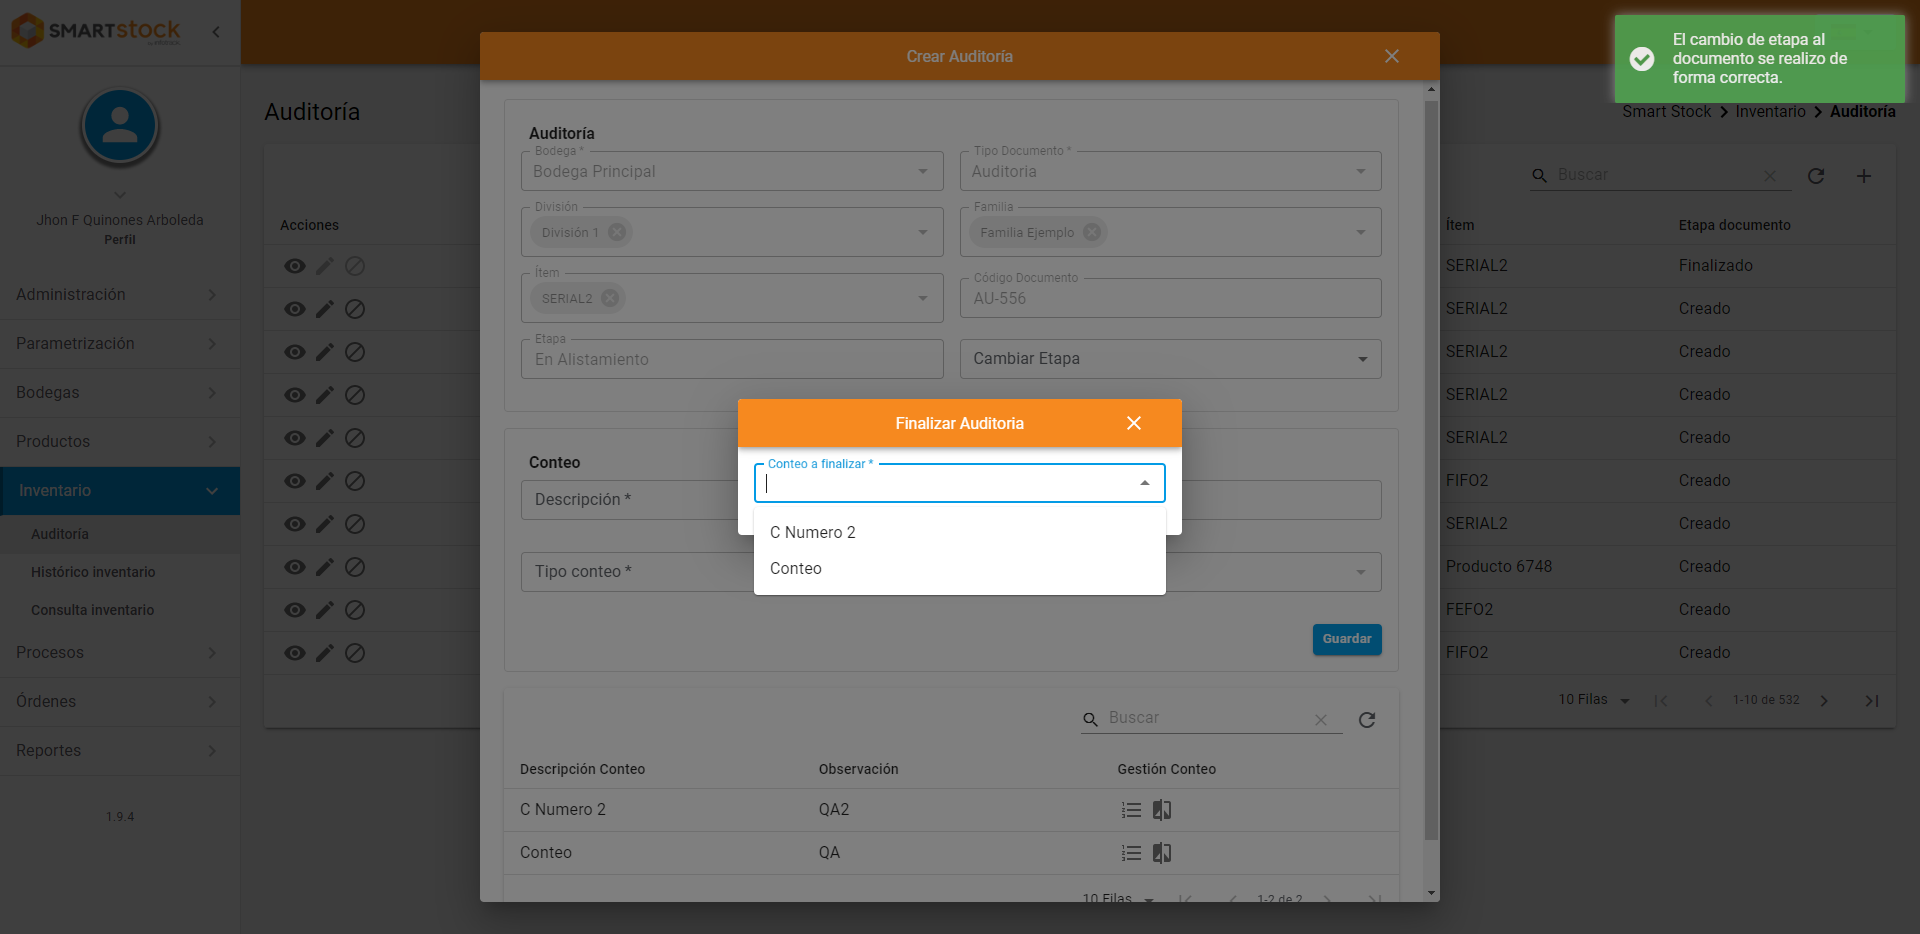 SMARTstock
Jhon F Quinones Arboleda
Perfil
Administración
Parametrización
Bodegas
Productos
Inventario
Auditoría
Histórico inventario
Consulta inventario
Procesos
Órdenes
Reportes
1.9.4
Auditoría
Acciones
Crear Auditoría
Auditoría
Bodega *
Bodega Principal
Tipo Documento *
Auditoria
División
División 1
Familia
Familia Ejemplo
Ítem
SERIAL2
Código Documento
AU-556
Etapa
En Alistamiento
Cambiar Etapa
Finalizar Auditoria
Conteo a finalizar *
C Numero 2
Conteo
Conteo
Descripción *
Tipo conteo *
Guardar
Buscar
Descripción Conteo Observación Gestión Conteo
C Numero 2 QA2
Conteo QA
10 Filas 1-2 de 2
El cambio de etapa al
documento se realizo de
forma correcta.
Smart Stock > Inventario > Auditoría
Buscar
Ítem Etapa documento
SERIAL2 Finalizado
SERIAL2 Creado
SERIAL2 Creado
SERIAL2 Creado
SERIAL2 Creado
FIFO2 Creado
SERIAL2 Creado
Producto 6748 Creado
FEFO2 Creado
FIFO2 Creado
10 Filas 1-10 de 532